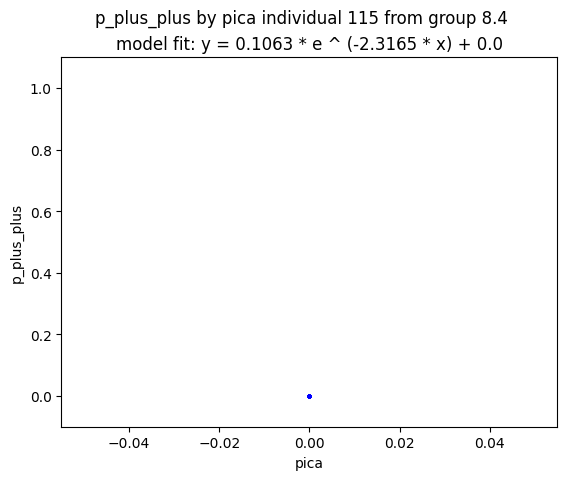 p_plus_plus by pica individual 115 from group 8.4
model fit: y = 0.1063 * e ^ (-2.3165 * x) + 0.0
1.0
0.8
0.6
0.4
0.2
0.0
p_plus_plus
−0.04
−0.02
0.00
0.02
0.04
pica